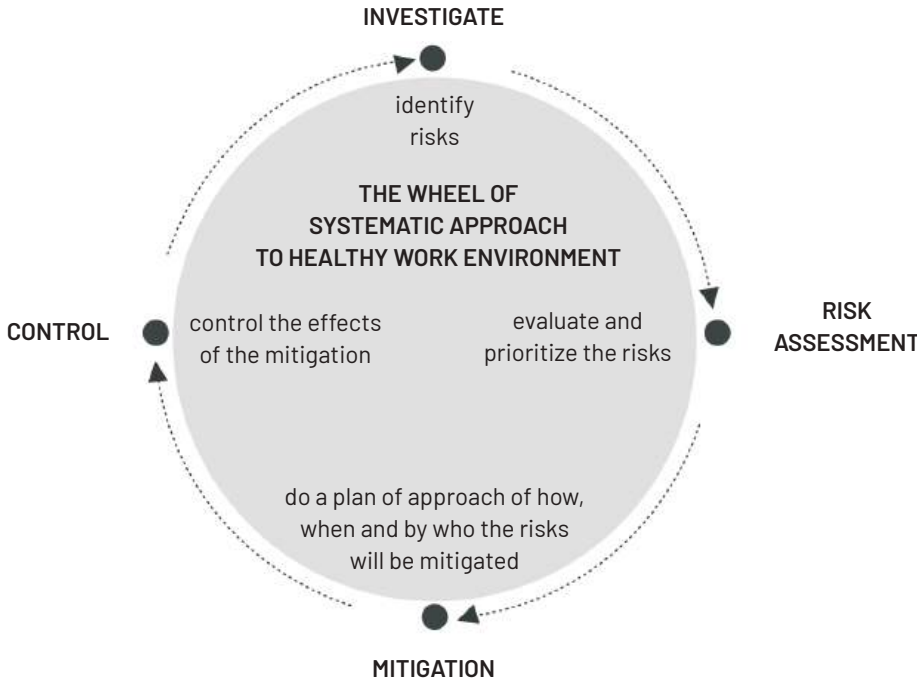 INVESTIGATE
identify
risks
THE WHEEL OF
SYSTEMATIC APPROACH
TO HEALTHY WORK ENVIRONMENT
CONTROL
control the effects
of the mitigation
evaluate and
prioritize the risks
RISK
ASSESSMENT
do a plan of approach of how,
when and by who the risks
will be mitigated
MITIGATION